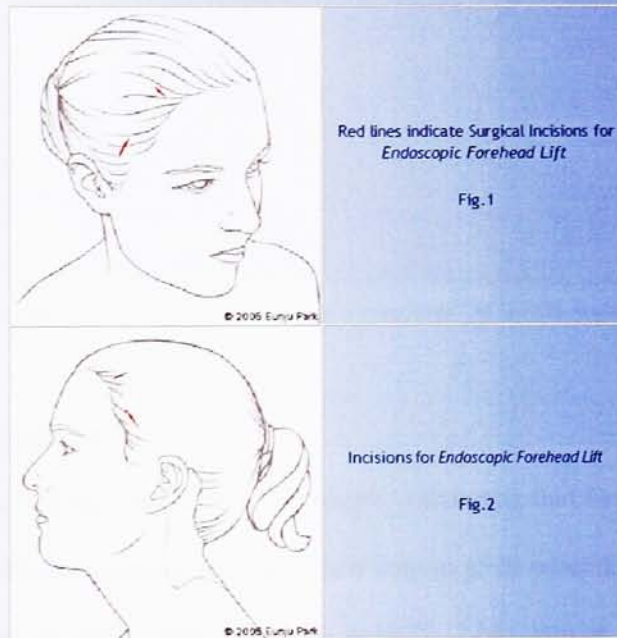 Red lines indicate Surgical Incisions for
Endoscopic Forehead Lift
Fig.1
© 2005 Eunju Park
Incisions for Endoscopic Forehead Lift
Fig.2
© 2005 Eunju Park